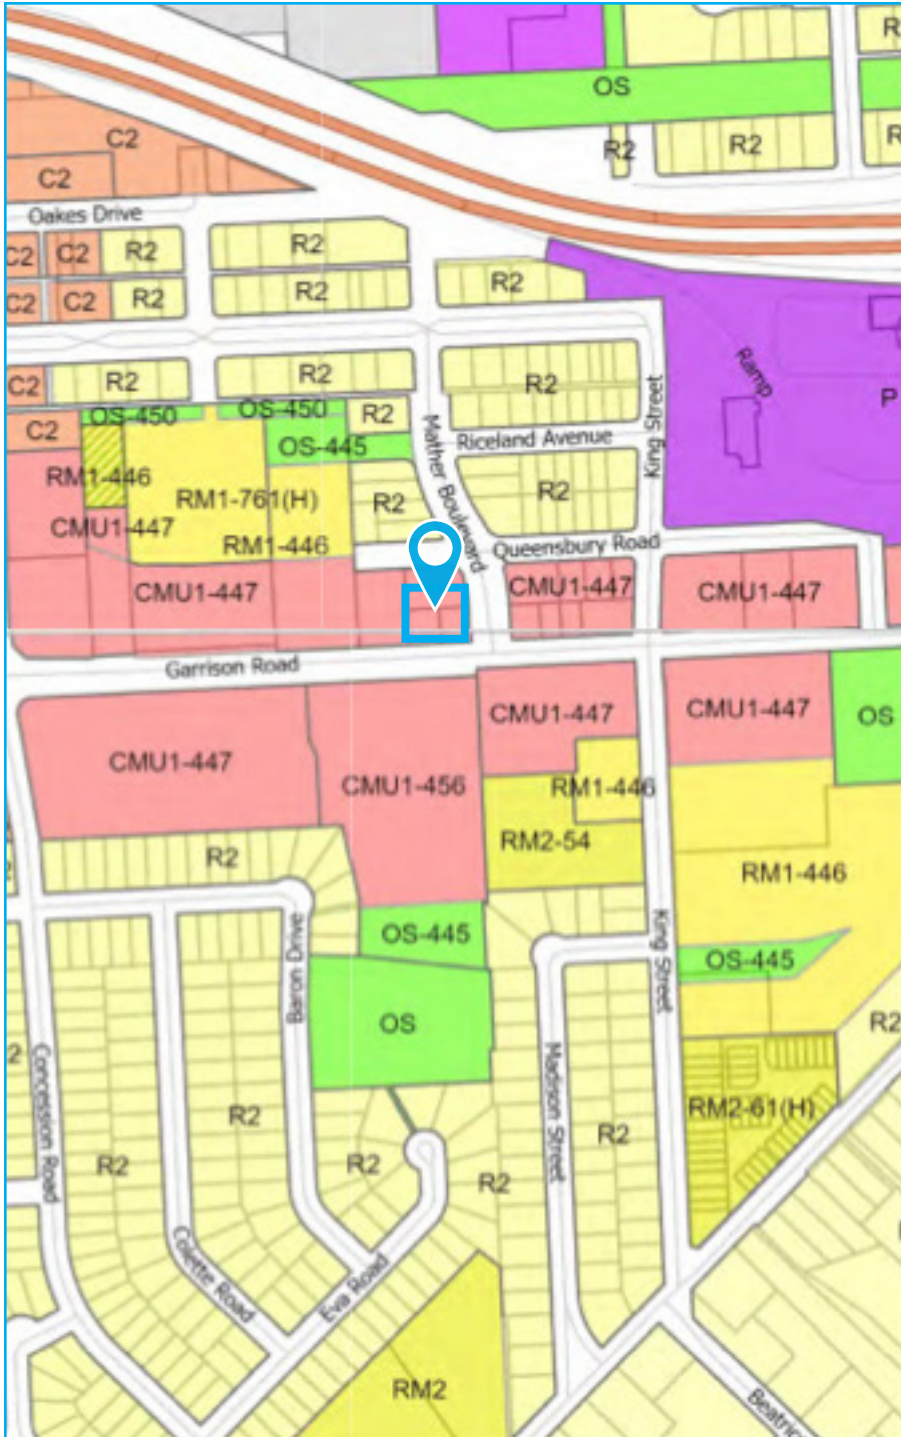 R
OS
R2
R2
R
C2
C2
Oakes Drive
C2
C2
R2
R2
C2
C2
R2
R2
R2
Ramp
P
C2
R2
R2
R2
King Street
OS-450
OS-450
R2
C2
OS-445
Mather Boulevard
Riceland Avenue
RM1-446
RM1-761(H)
R2
R2
CMU1-447
RM1-446
Queensbury Road
CMU1-447
CMU1-447
CMU1-447
Garrison Road
CMU1-447
CMU1-447
OS
CMU1-447
CMU1-456
RM1-446
RM2-54
R2
RM1-446
OS-445
Baron Drive
King Street
OS-445
OS
R2
2
Concession Road
Madison Street
R2
RM2-61(H)
R2
R2
R2
R2
Colette Road
Eva Road
RM2
Beatric